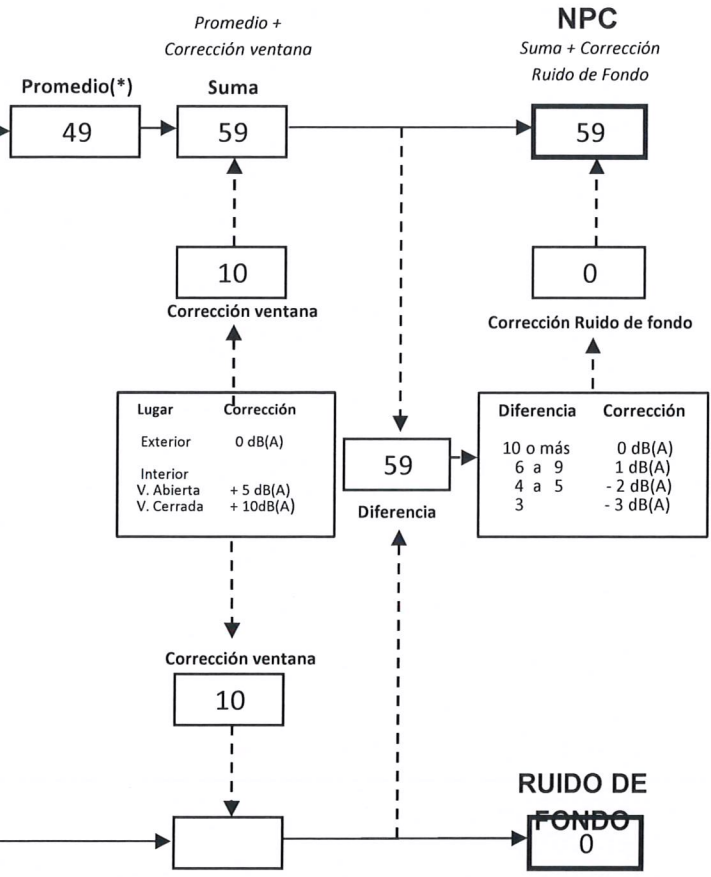 Promedio +
Corrección ventana
NPC
Suma + Corrección
Ruido de Fondo
Promedio(*)
Suma
49
59
59
10
Corrección ventana
0
Corrección Ruido de fondo
Lugar Corrección
Exterior 0 dB(A)
Interior
V. Abierta + 5 dB(A)
V. Cerrada + 10dB(A)
59
Diferencia
Diferencia Corrección
10 o más 0 dB(A)
6 a 9 1 dB(A)
4 a 5 - 2 dB(A)
3 - 3 dB(A)
Corrección ventana
10
RUIDO DE
FONDO
0